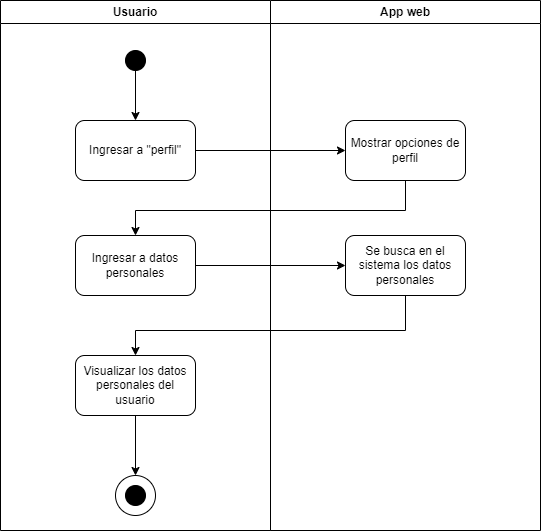 Usuario
App web
Ingresar a "perfil"
Mostrar opciones de
perfil
Ingresar a datos
personales
Se busca en el
sistema los datos
personales
Visualizar los datos
personales del
usuario